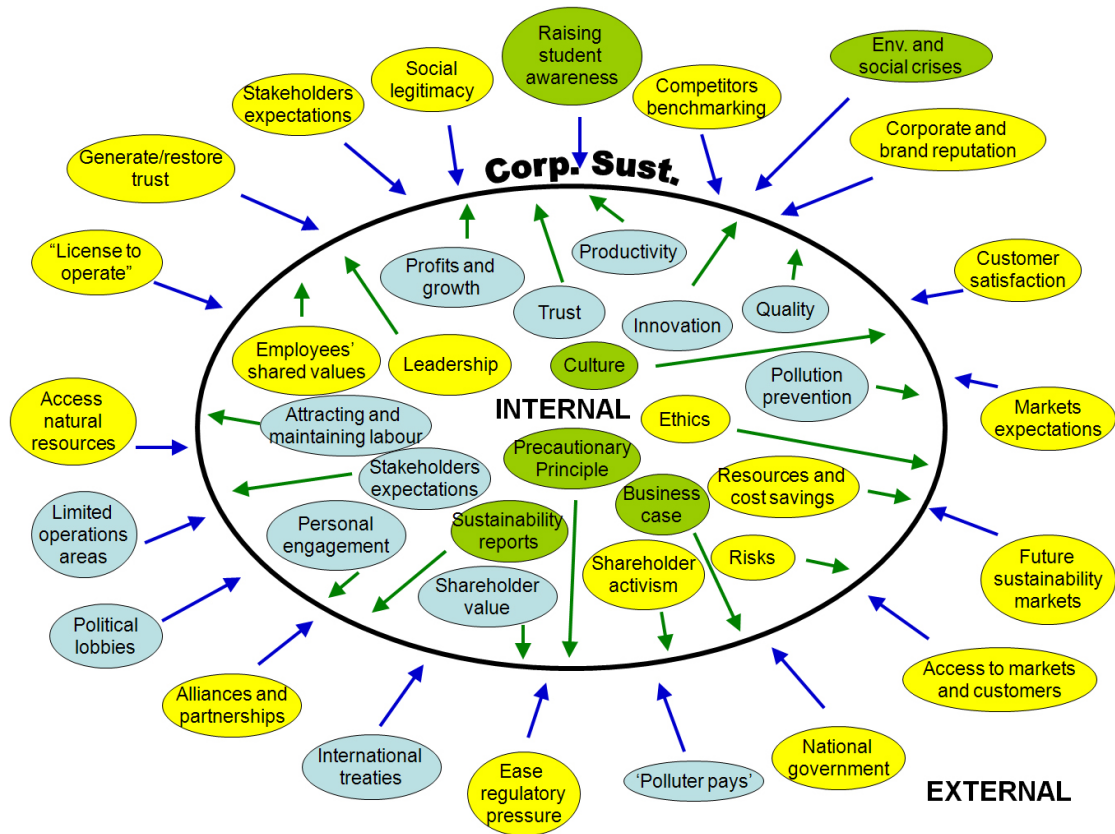 Raising
student
awareness
Env. and
social crises
Social
legitimacy
Competitors
benchmarking
Stakeholders
expectations
Corporate and
brand reputation
Generate/restore
trust
Corp. Sust.
"License to
operate"
Customer
satisfaction
Profits and
growth
Productivity
Trust
Innovation
Quality
Employees'
shared values
Leadership
Culture
Pollution
prevention
Access
natural
resources
Attracting and
maintaining labour
INTERNAL
Ethics
Markets
expectations
Stakeholders
expectations
Precautionary
Principle
Resources and
cost savings
Limited
operations
areas
Personal
engagement
Sustainability
reports
Business
case
Shareholder
value
Shareholder
activism
Risks
Future
sustainability
markets
Political
lobbies
Alliances and
partnerships
Access to markets
and customers
International
treaties
Ease
regulatory
pressure
'Polluter pays'
National
government
EXTERNAL